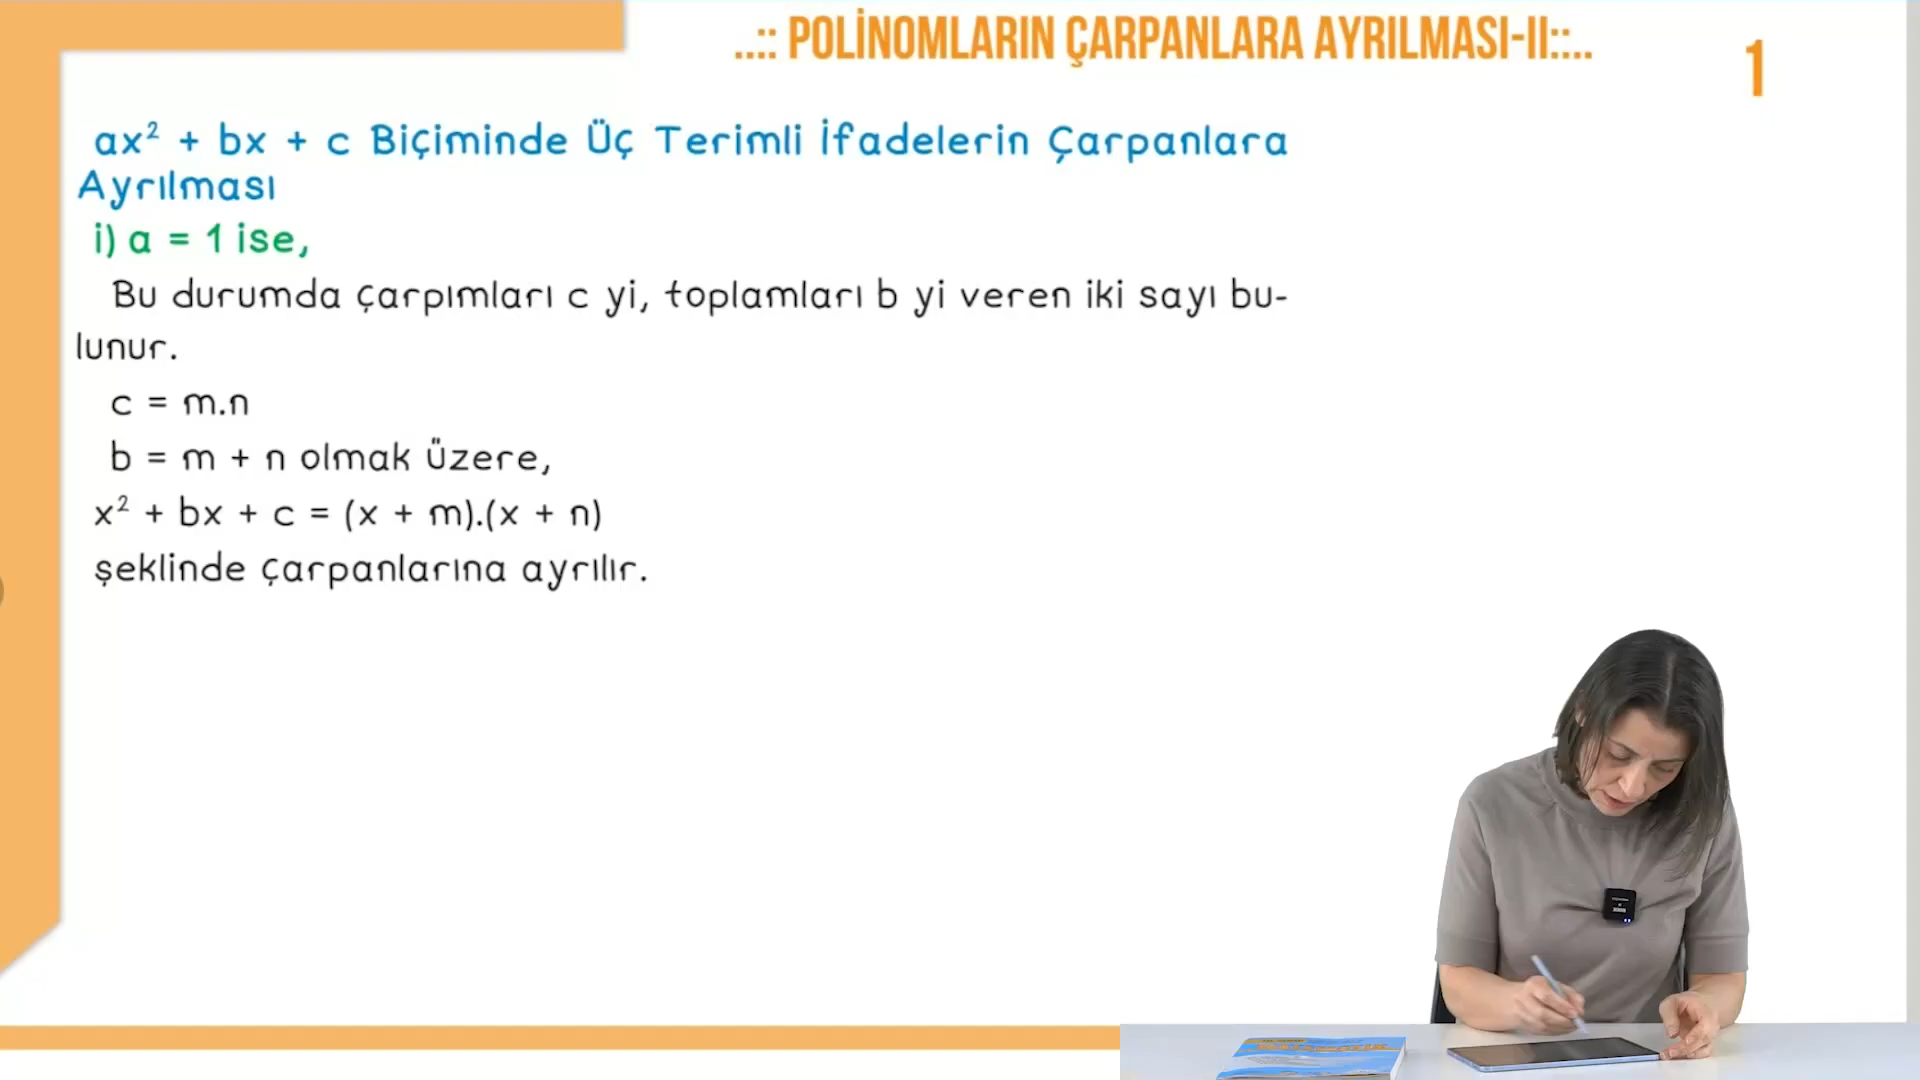 ..:: POLİNOMLARIN ÇARPANLARA AYRILMASI-II::..
1
ax² + bx + c Biçiminde Üç Terimli İfadelerin Çarpanlara
Ayrılması
i) a = 1 ise,
Bu durumda çarpımları c yi, toplamları b yi veren iki sayı bu-
lunur.
c = m.n
b = m + n olmak üzere,
x² + bx + c = (x + m).(x + n)
şeklinde çarpanlarına ayrılır.